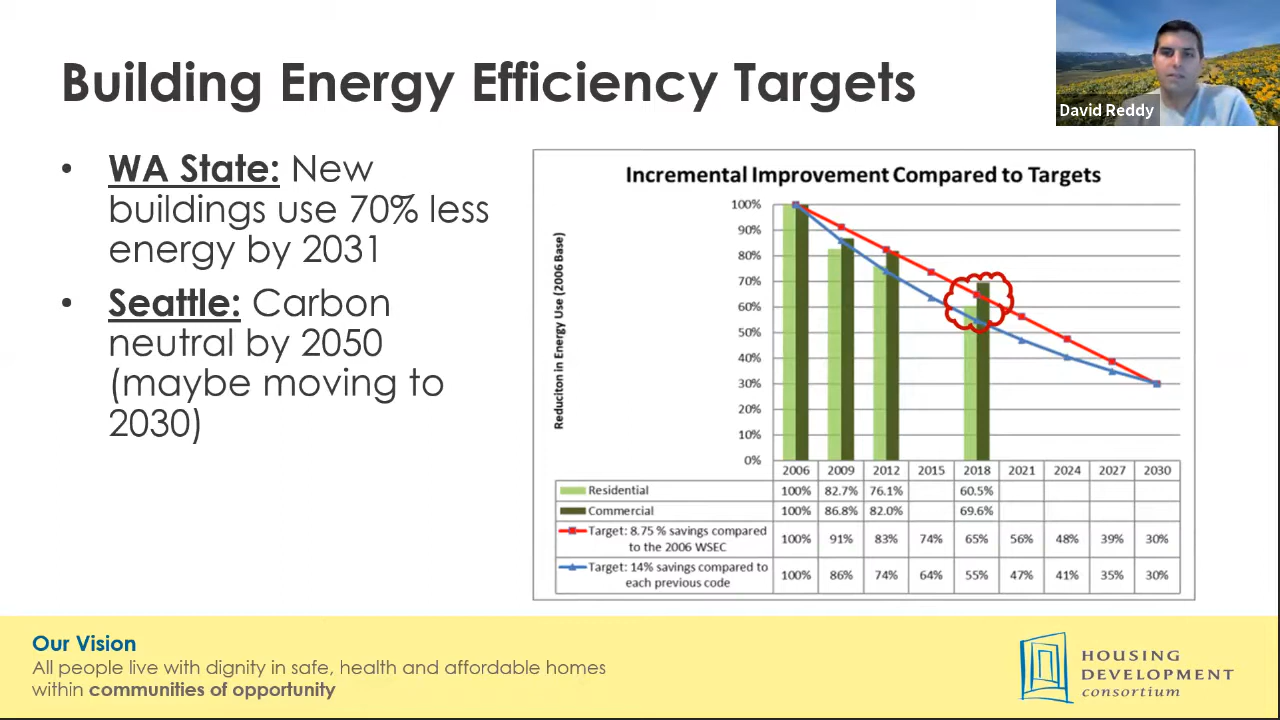 Building Energy Efficiency Targets
David Reddy
• WA State: New
buildings use 70% less
energy by 2031
• Seattle: Carbon
neutral by 2050
(maybe moving to
2030)
Incremental Improvement Compared to Targets
Reduciton in Energy Use (2006 Base)
100%
90%
80%
70%
60%
50%
40%
30%
20%
10%
0%
2006 2009 2012 2015 2018 2021 2024 2027 2030
Residential 100% 82.7% 76.1% 60.5%
Commercial 100% 86.8% 82.0% 69.6%
Target: 8.75 % savings compared
to the 2006 WSEC
100% 91% 83% 74% 65% 56% 48% 39% 30%
Target: 14% savings compared to
each previous code
100% 86% 74% 64% 55% 47% 41% 35% 30%
Our Vision
All people live with dignity in safe, health and affordable homes
within communities of opportunity
HOUSING
DEVELOPMENT
consortium